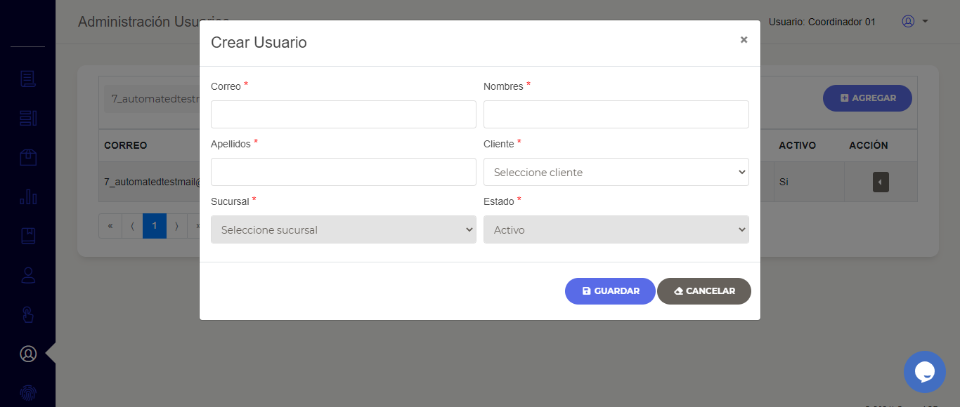 Administración Usuarios
Usuario: Coordinador 01
Crear Usuario
×
Correo *
Nombres *
Apellidos *
Cliente *
Seleccione cliente
Sucursal *
Estado *
Seleccione sucursal
Activo
GUARDAR
CANCELAR
7_automatedtestm
AGREGAR
CORREO
ACTIVO
ACCIÓN
7_automatedtestmail@
Si
«
⟨
1
⟩